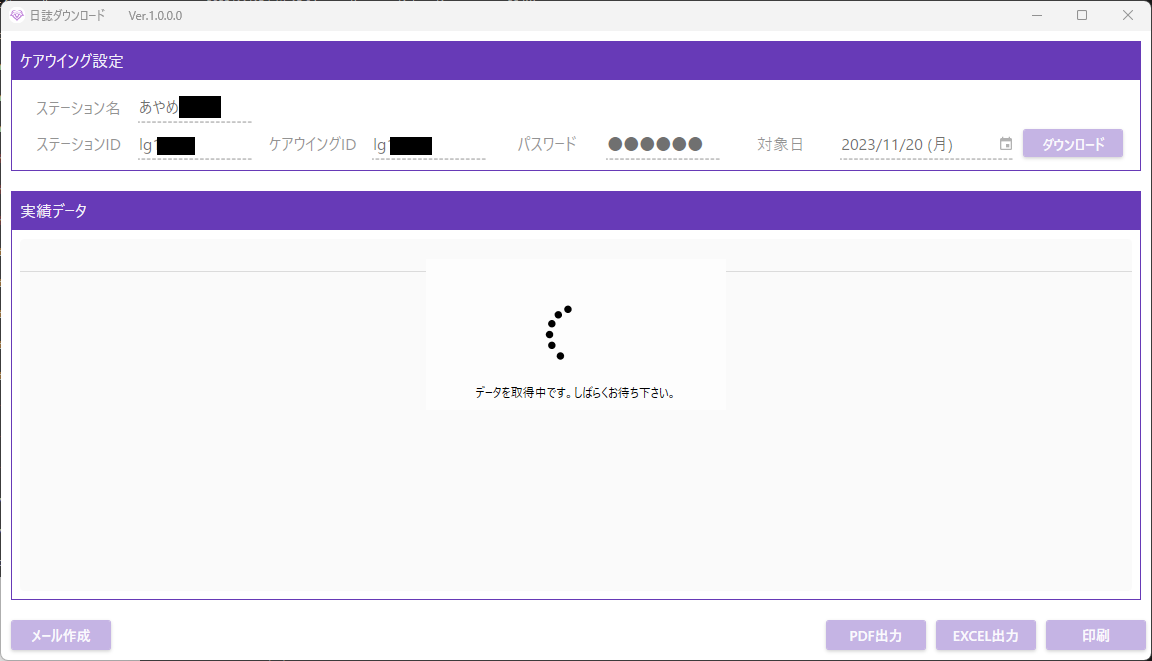 日誌ダウンロード Ver.1.0.0.0
ケアウイング設定
ステーション名 あやめ
ステーションID lg1 ケアウイングID lg1 パスワード ●●●●●● 対象日 2023/11/20 (月) ダウンロード
実績データ
データを取得中です。しばらくお待ち下さい。
メール作成 PDF出力 EXCEL出力 印刷